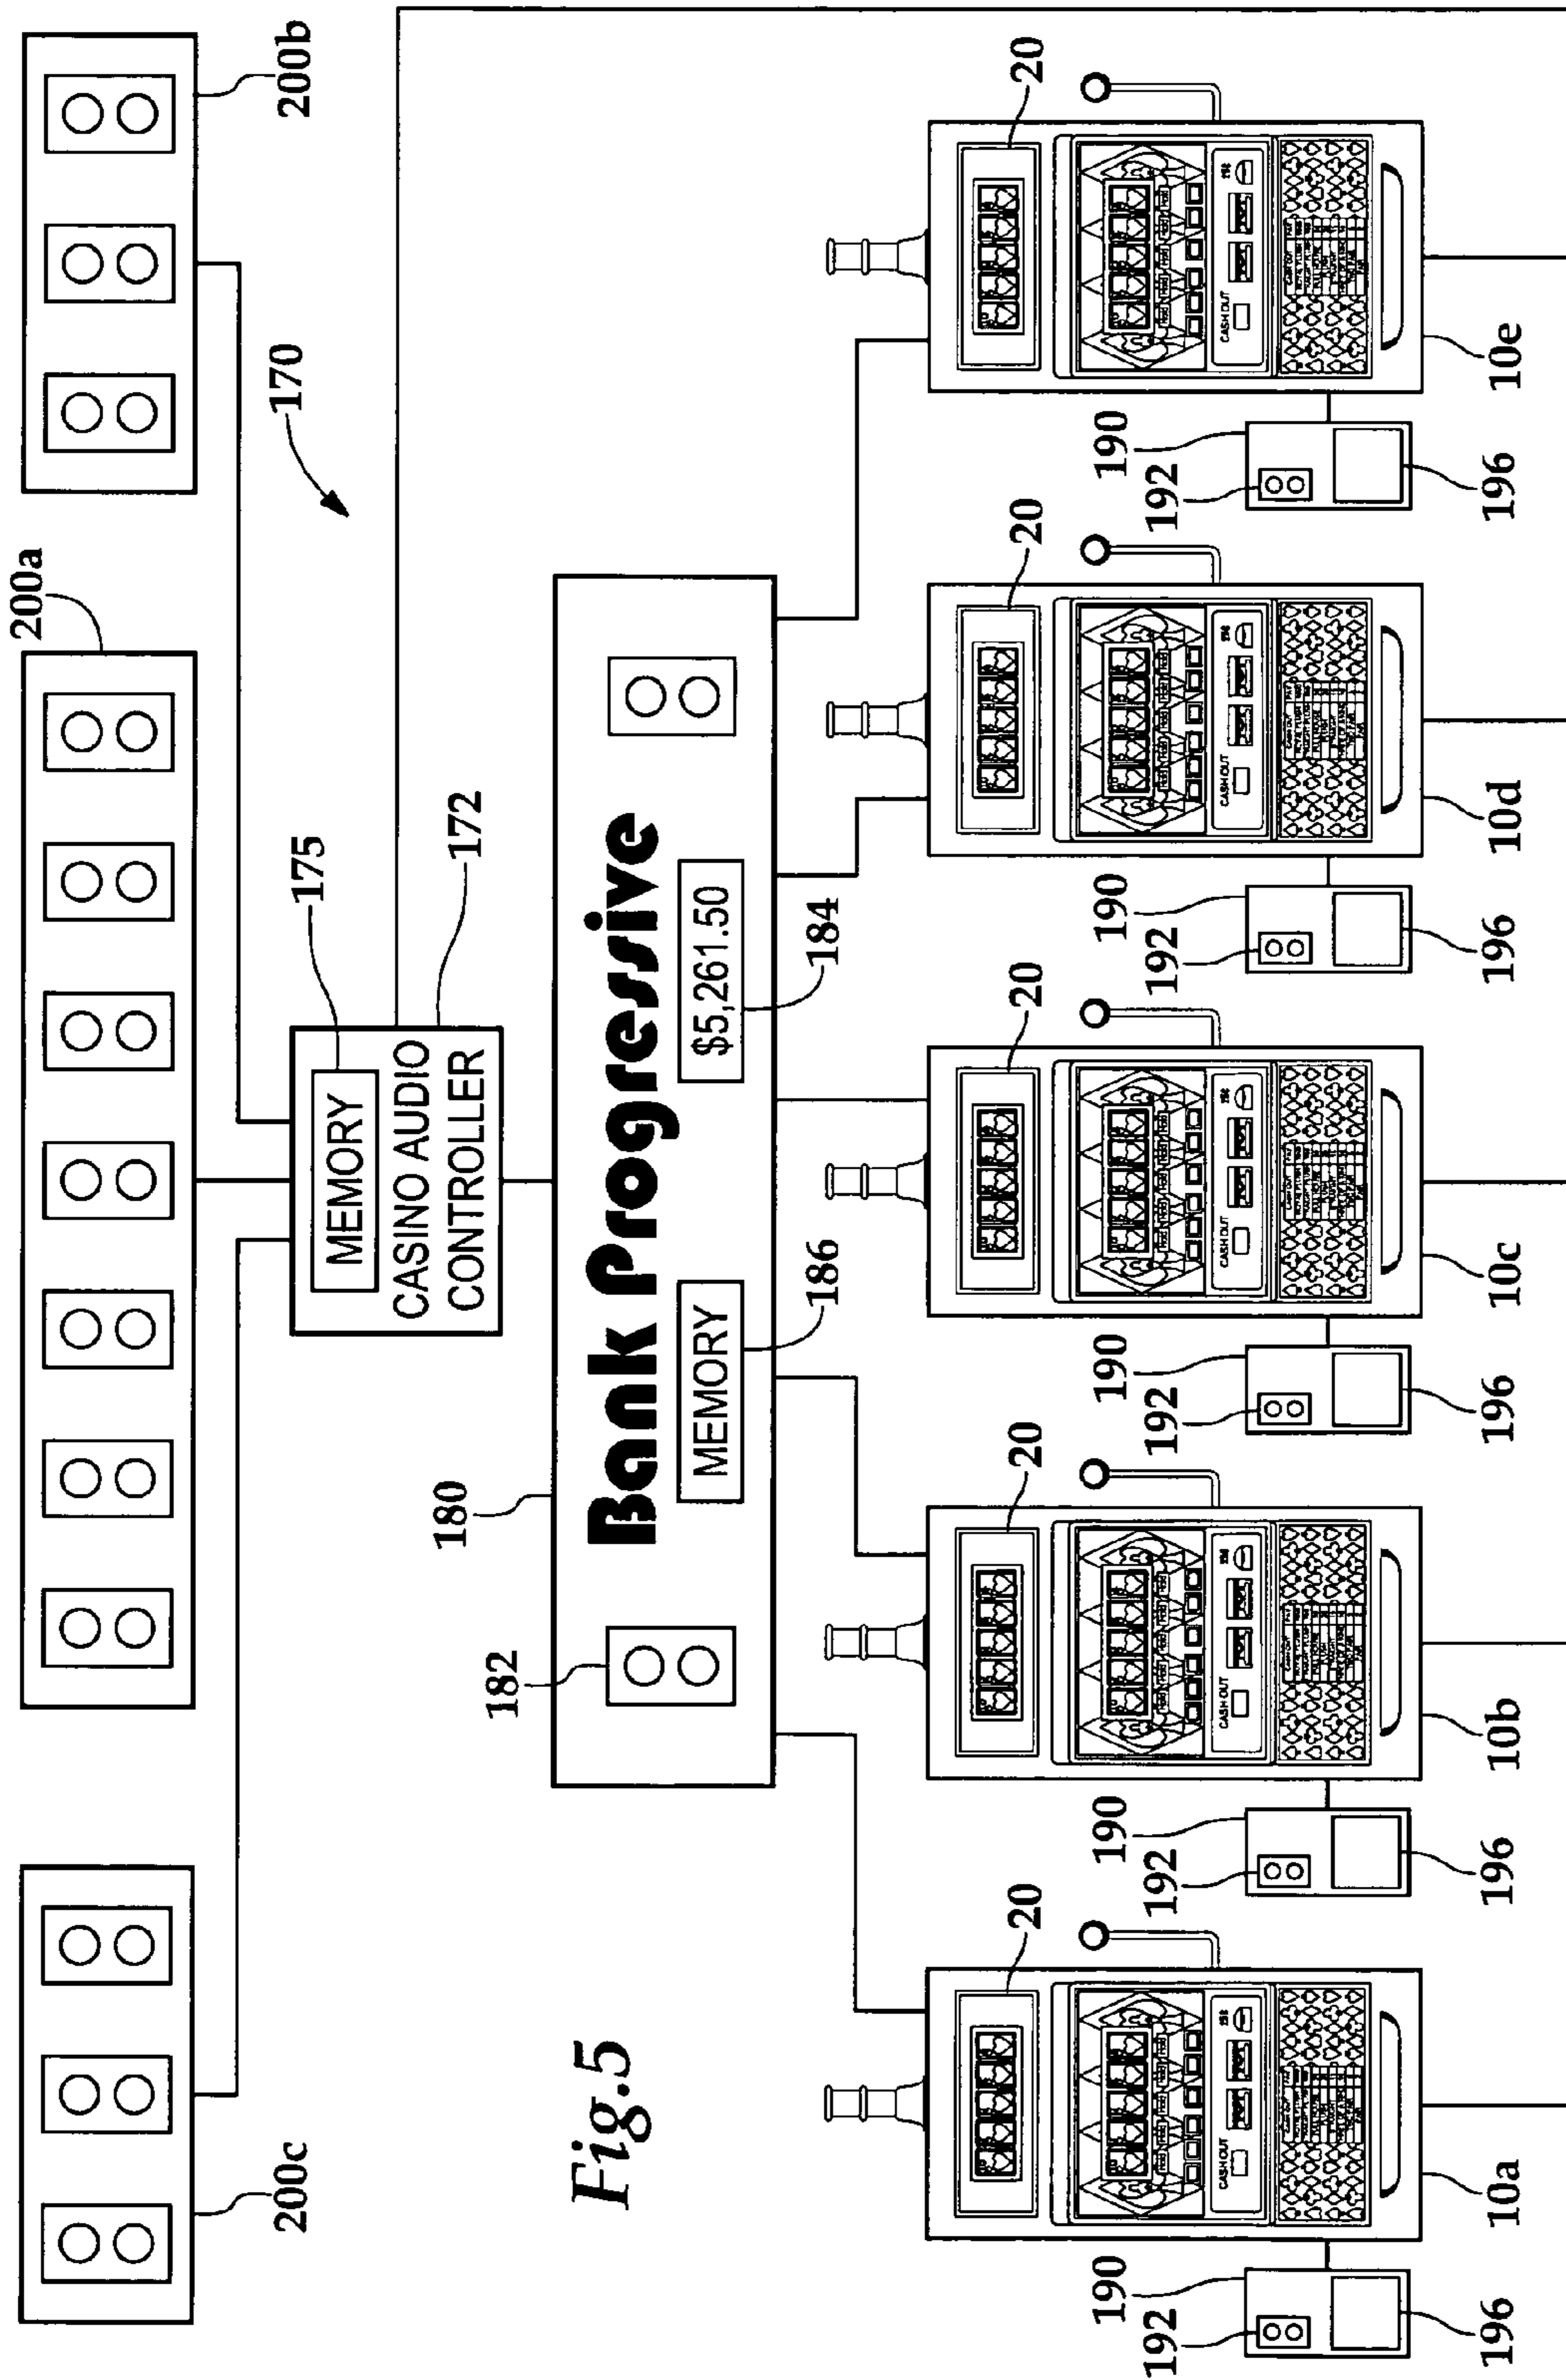 200c
200a
200b
170
175
MEMORY
CASINO AUDIO
CONTROLLER
172
180
182
Bank Progressive
MEMORY
186
$5,261.50
184
Fig.5
20
20
20
20
20
CASH OUT
CASH OUT
CASH OUT
CASH OUT
CASH OUT
190
192
196
10a
190
192
196
10b
190
192
196
10c
190
192
196
10d
190
192
196
10e